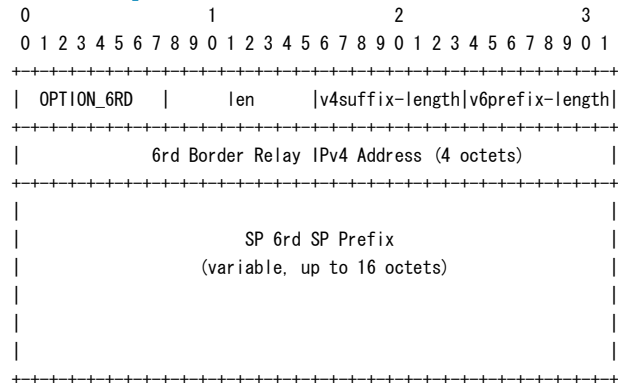 0                   1                   2                   3
0 1 2 3 4 5 6 7 8 9 0 1 2 3 4 5 6 7 8 9 0 1 2 3 4 5 6 7 8 9 0 1
+-+-+-+-+-+-+-+-+-+-+-+-+-+-+-+-+-+-+-+-+-+-+-+-+-+-+-+-+-+-+-+-+
|  OPTION_6RD   |      len      |v4suffix-length|v6prefix-length|
+-+-+-+-+-+-+-+-+-+-+-+-+-+-+-+-+-+-+-+-+-+-+-+-+-+-+-+-+-+-+-+-+
|           6rd Border Relay IPv4 Address (4 octets)            |
+-+-+-+-+-+-+-+-+-+-+-+-+-+-+-+-+-+-+-+-+-+-+-+-+-+-+-+-+-+-+-+-+
|                                                               |
|                       SP 6rd SP Prefix                        |
|                  (variable, up to 16 octets)                  |
|                                                               |
|                                                               |
|                                                               |
+-+-+-+-+-+-+-+-+-+-+-+-+-+-+-+-+-+-+-+-+-+-+-+-+-+-+-+-+-+-+-+-+